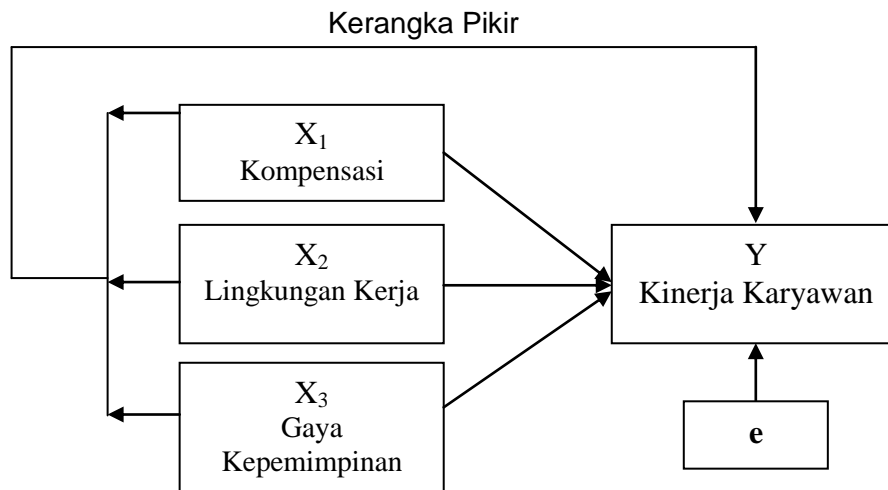 Kerangka Pikir
X₁
Kompensasi
X₂
Lingkungan Kerja
X₃
Gaya
Kepemimpinan
Y
Kinerja Karyawan
e